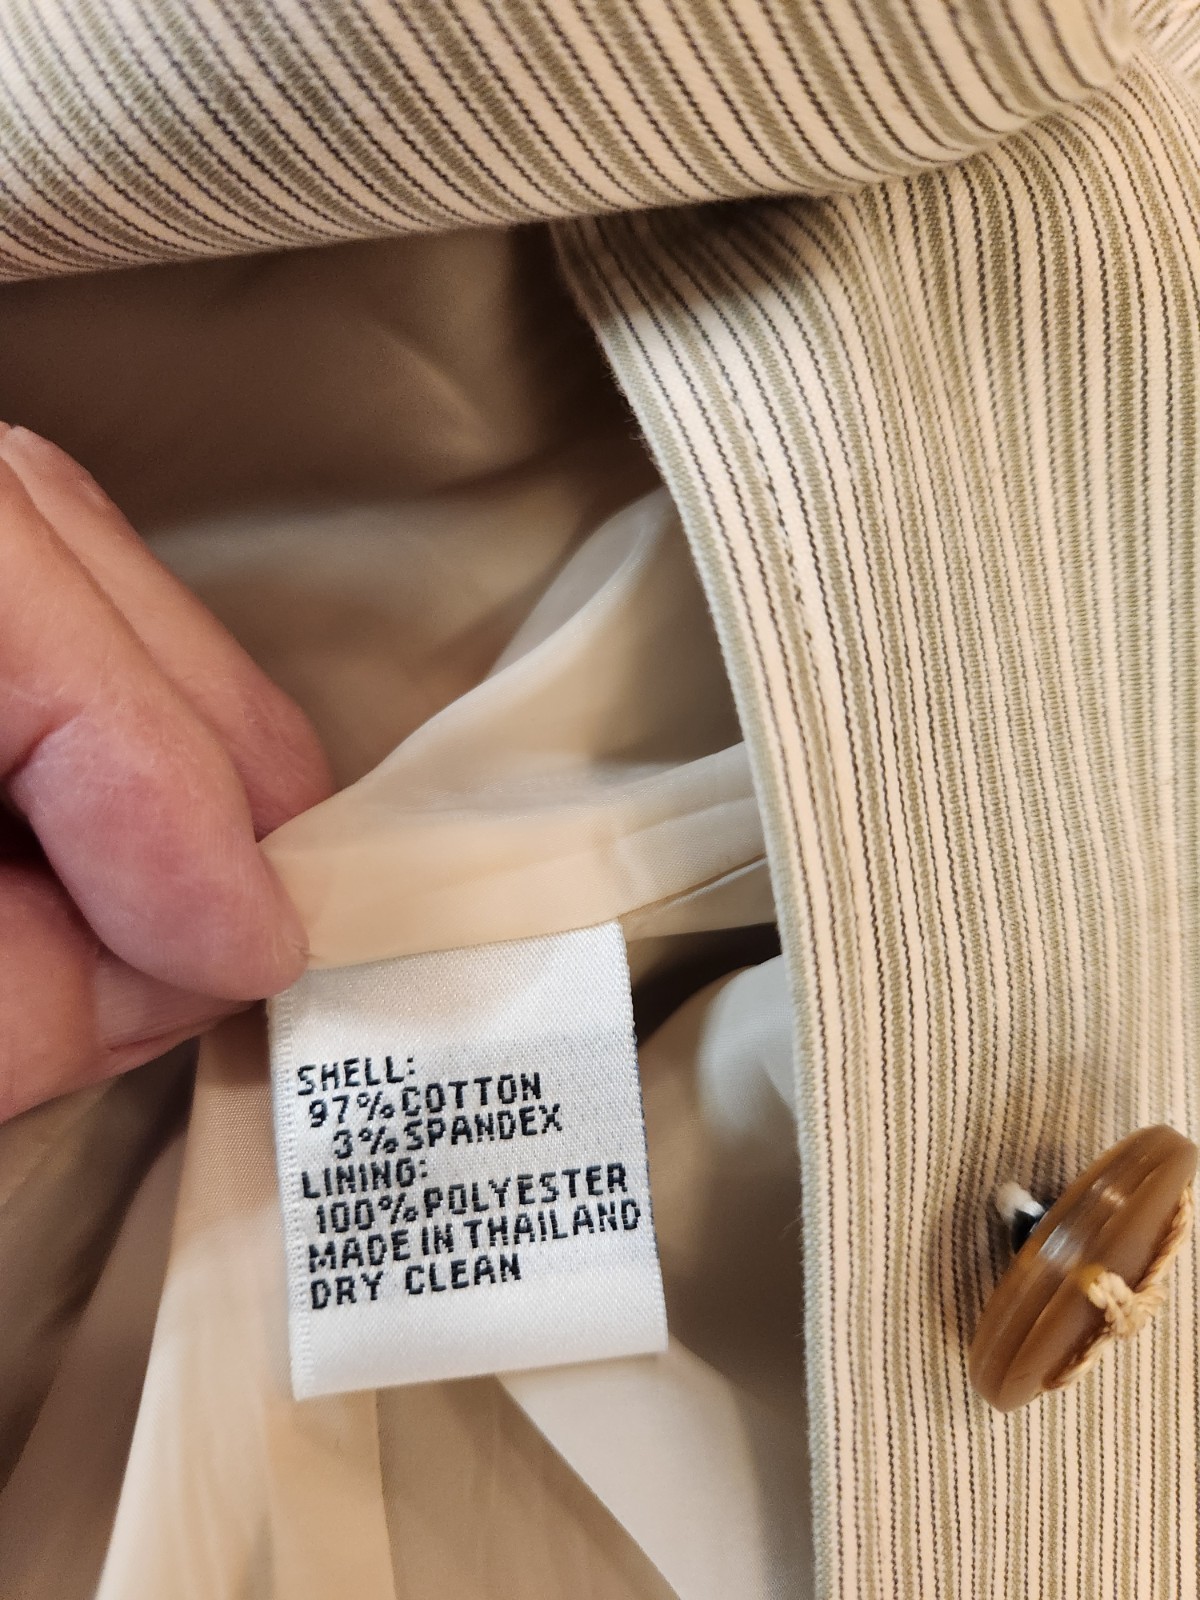 SHELL:
97% COTTON
3% SPANDEX
LINING:
100% POLYESTER
MADE IN THAILAND
DRY CLEAN